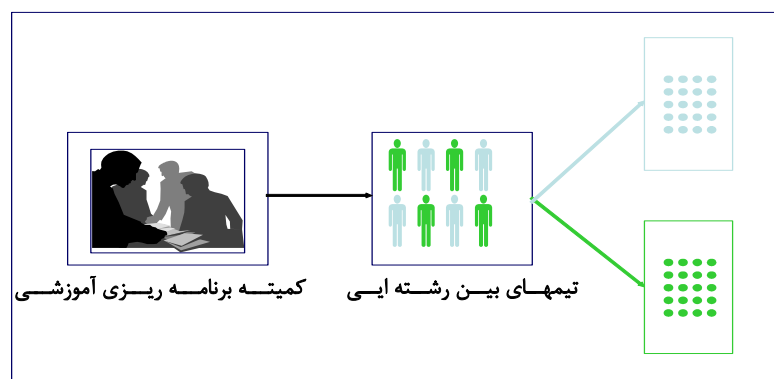 کمیته برنامه ریزی آموزشی
تیمهای بین رشته ایی